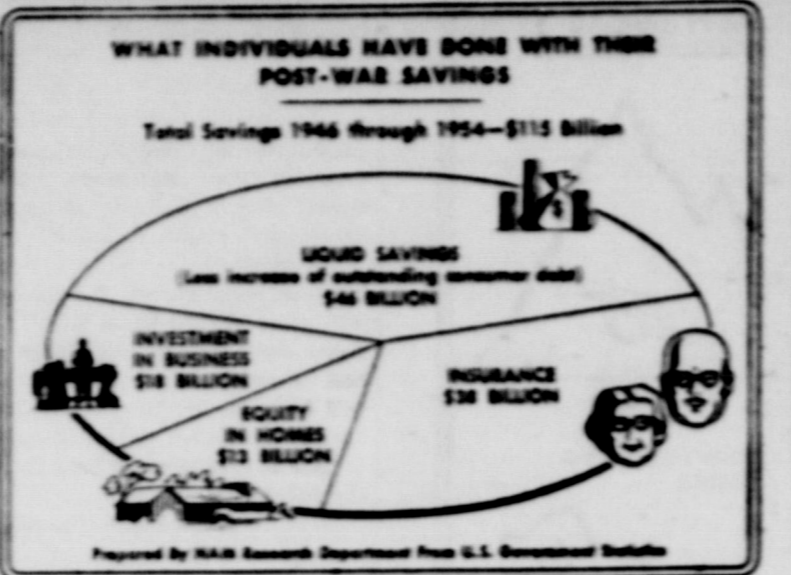 WHAT INDIVIDUALS HAVE DONE WITH THEIR
POST-WAR SAVINGS
Total Savings 1946 through 1954—$115 Billion
$
LIQUID SAVINGS
(Less increase of outstanding consumer debt)
$46 BILLION
INVESTMENT
IN BUSINESS
$18 BILLION
INSURANCE
$38 BILLION
EQUITY
IN HOMES
$13 BILLION
Prepared By NAM Research Department From U.S. Government Statistics